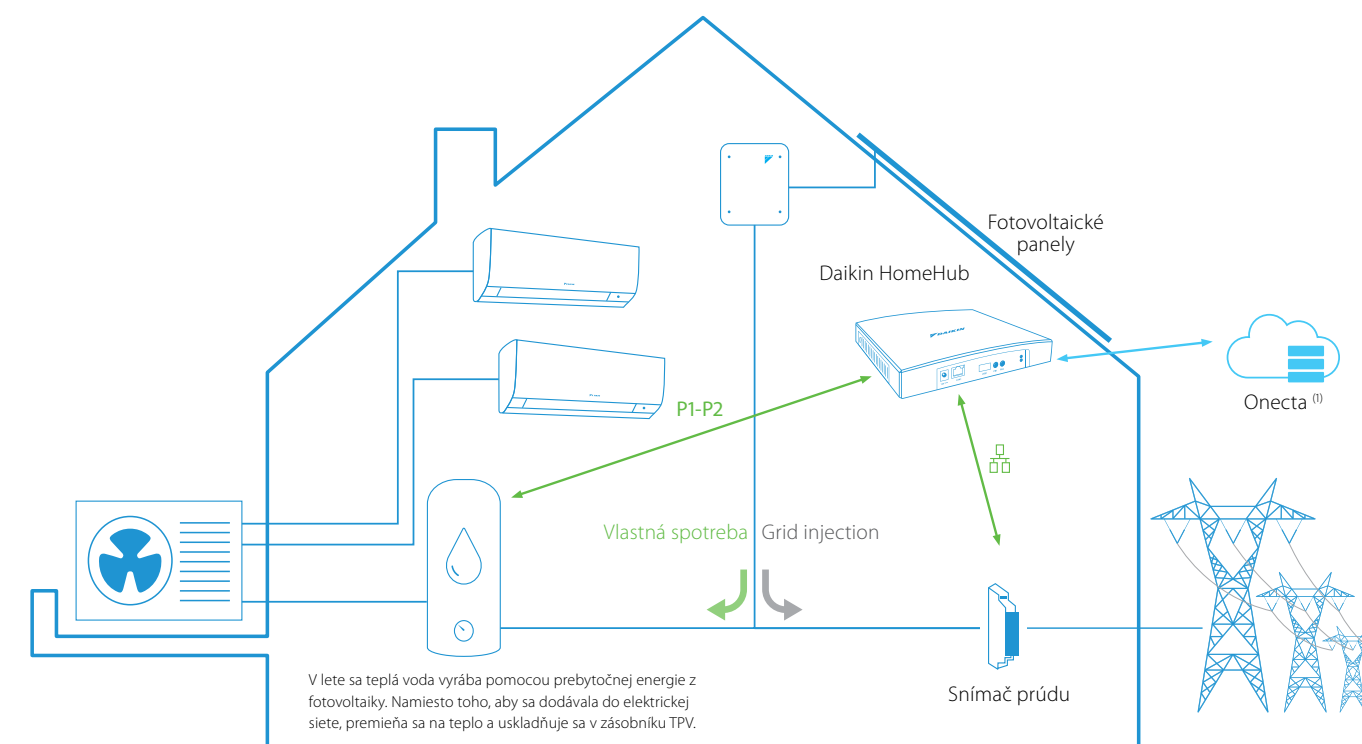 Fotovoltaické
panely
Daikin HomeHub
DAIKIN
Onecta (1)
P1-P2
Vlastná spotreba
Grid injection
Snímač prúdu
V lete sa teplá voda vyrába pomocou prebytočnej energie z
fotovoltaiky. Namiesto toho, aby sa dodávala do elektrickej
siete, premieňa sa na teplo a uskladňuje sa v zásobníku TPV.